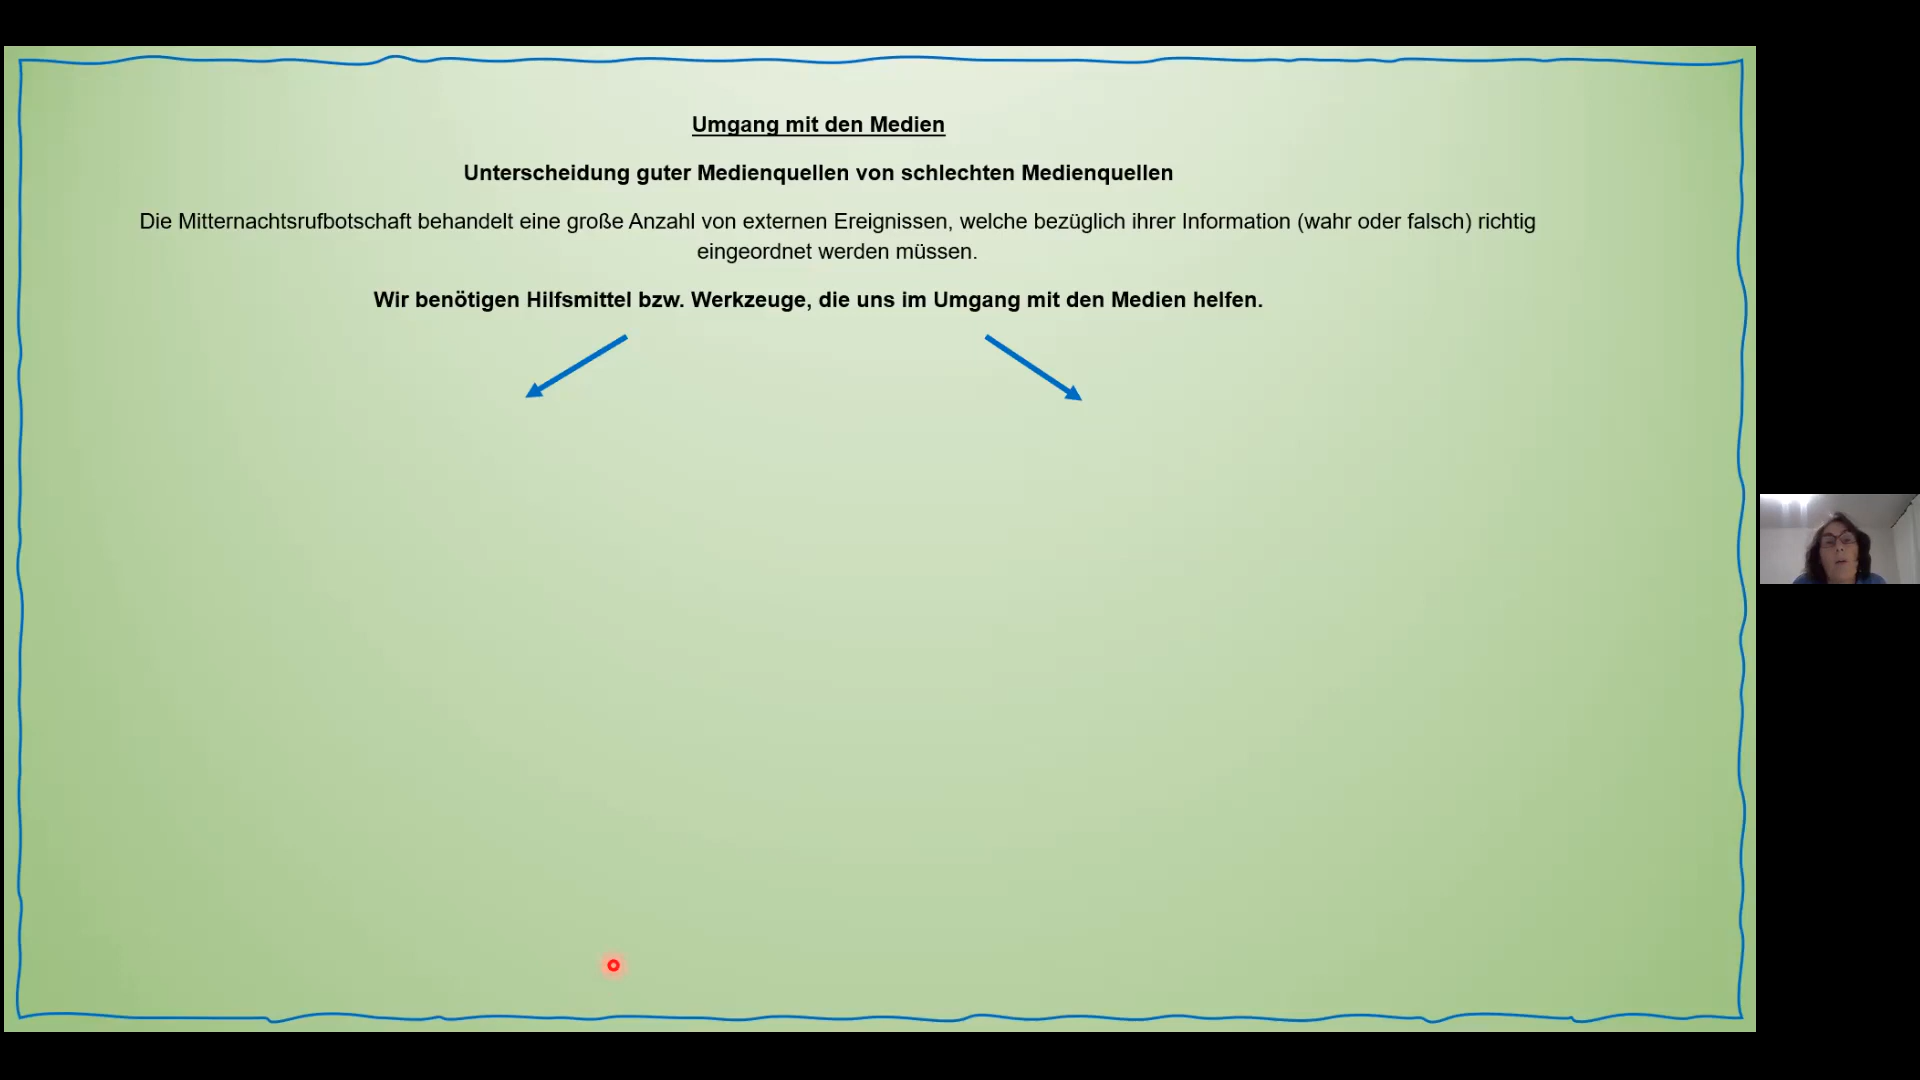 Umgang mit den Medien
Unterscheidung guter Medienquellen von schlechten Medienquellen
Die Mitternachtsrufbotschaft behandelt eine große Anzahl von externen Ereignissen, welche bezüglich ihrer Information (wahr oder falsch) richtig
eingeordnet werden müssen.
Wir benötigen Hilfsmittel bzw. Werkzeuge, die uns im Umgang mit den Medien helfen.